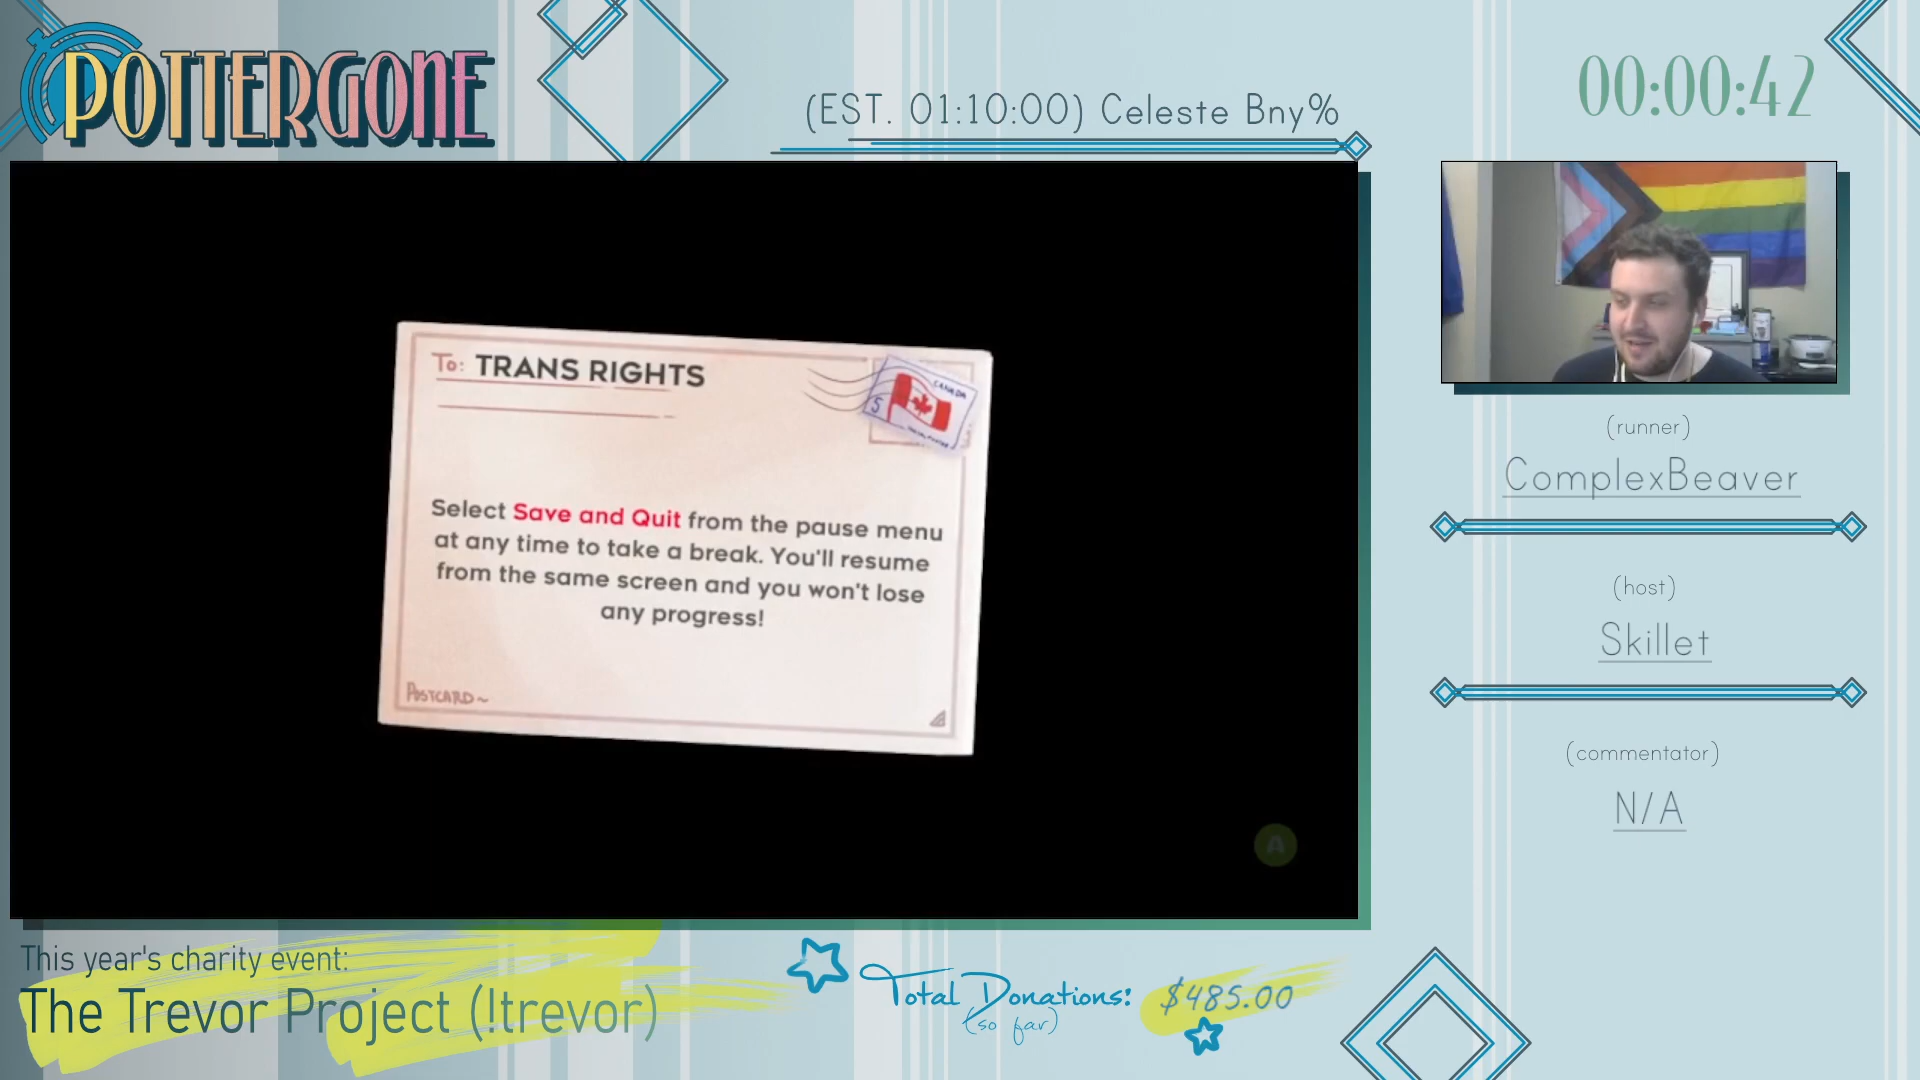 POTTERGONE
(EST. 01:10:00) Celeste Bny%
00:00:42
To: TRANS RIGHTS
CANADA
5
Select Save and Quit from the pause menu
at any time to take a break. You'll resume
from the same screen and you won't lose
any progress!
POSTCARD~
A
(runner)
ComplexBeaver
(host)
Skillet
(commentator)
N/A
This year's charity event:
The Trevor Project (!trevor)
Total Donations:
(so far)
$485.00